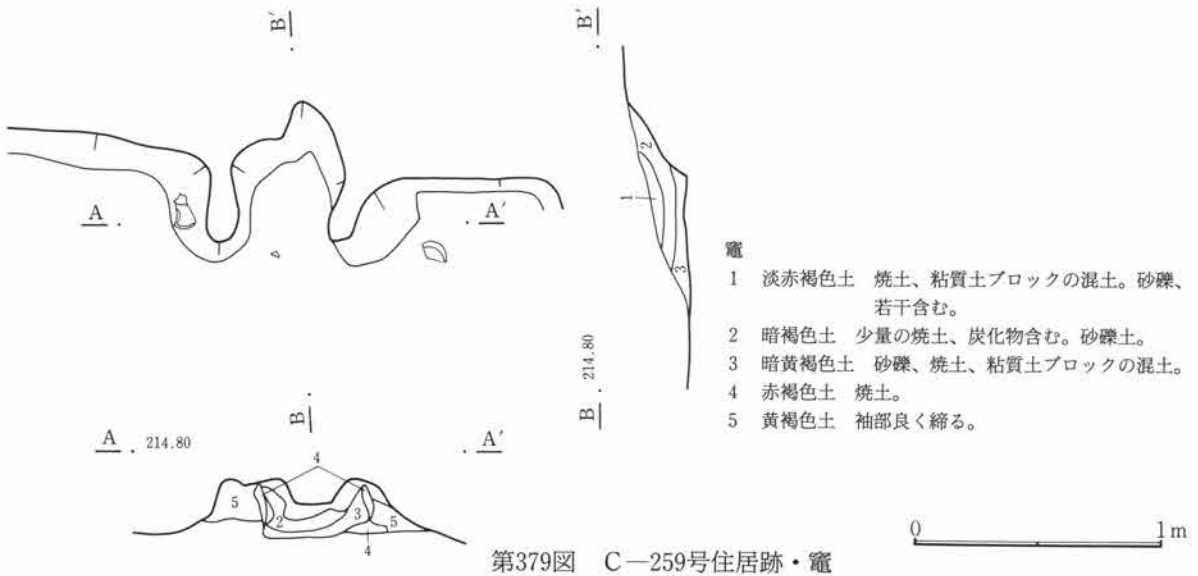 B′
B′
A
A′
2
1
3
竈
1 淡赤褐色土 焼土、粘質土ブロックの混土。砂礫、
若干含む。
2 暗褐色土 少量の焼土、炭化物含む。砂礫土。
3 暗黄褐色土 砂礫、焼土、粘質土ブロックの混土。
4 赤褐色土 焼土。
5 黄褐色土 袖部良く締る。
B
B 214.80
A 214.80
A′
4
5
2
3
5
4
0 1m
第379図 C―259号住居跡・竈